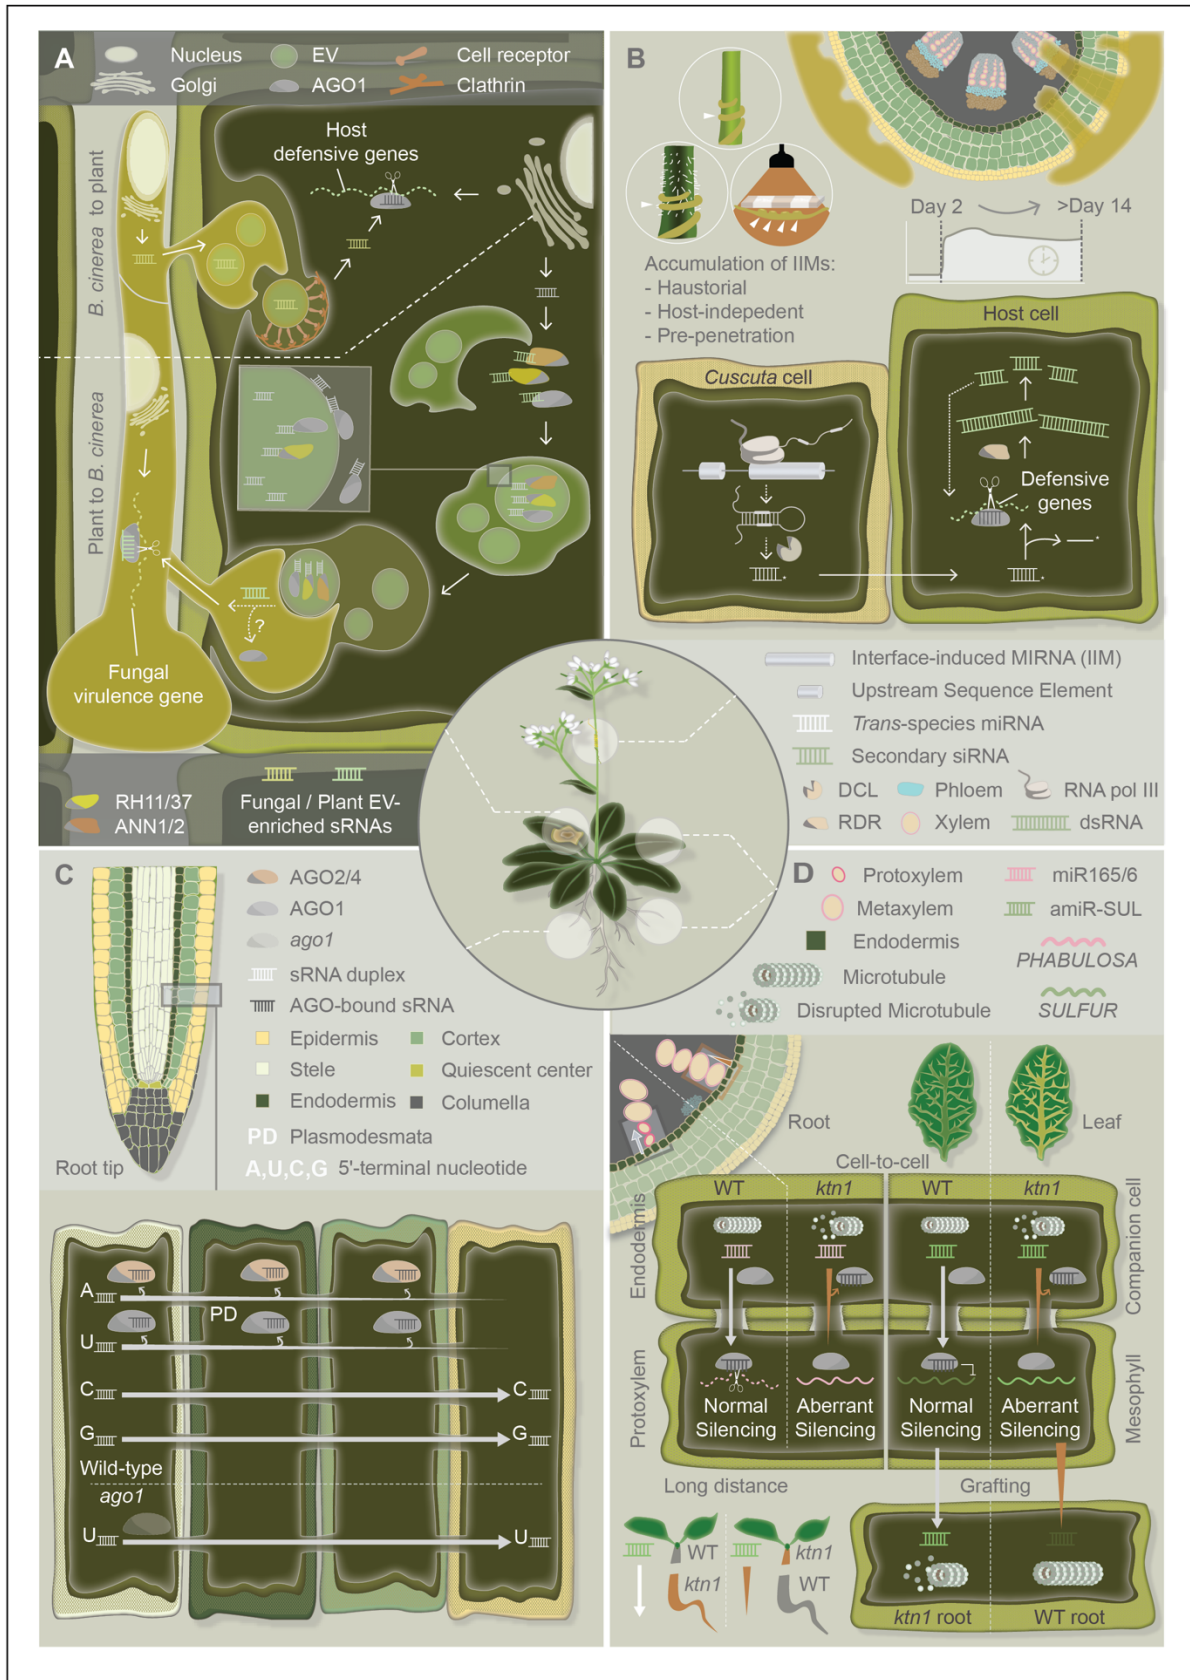 A
Nucleus
EV
Cell receptor
Golgi
AGO1
Clathrin
B. cinerea to plant
Host
defensive genes
Plant to B. cinerea
?
Fungal
virulence gene
RH11/37
ANN1/2
Fungal / Plant EV-
enriched sRNAs
B
Day 2
>Day 14
Accumulation of IIMs:
- Haustorial
- Host-indepedent
- Pre-penetration
Host cell
Cuscuta cell
Defensive
genes
*
*
*
Interface-induced MIRNA (IIM)
Upstream Sequence Element
Trans-species miRNA
Secondary siRNA
DCL
Phloem
RNA pol III
RDR
Xylem
dsRNA
C
AGO2/4
AGO1
ago1
sRNA duplex
AGO-bound sRNA
Epidermis
Cortex
Stele
Quiescent center
Endodermis
Columella
PD Plasmodesmata
A,U,C,G 5'-terminal nucleotide
Root tip
A
PD
U
C
C
G
G
Wild-type
ago1
U
U
D
Protoxylem
miR165/6
Metaxylem
amiR-SUL
Endodermis
PHABULOSA
Microtubule
SULFUR
Disrupted Microtubule
Root
Leaf
Cell-to-cell
WT
ktn1
WT
ktn1
Endodermis
Companion cell
Protoxylem
Mesophyll
Normal
Silencing
Aberrant
Silencing
Normal
Silencing
Aberrant
Silencing
Long distance
Grafting
WT
ktn1
ktn1
WT
ktn1 root
WT root